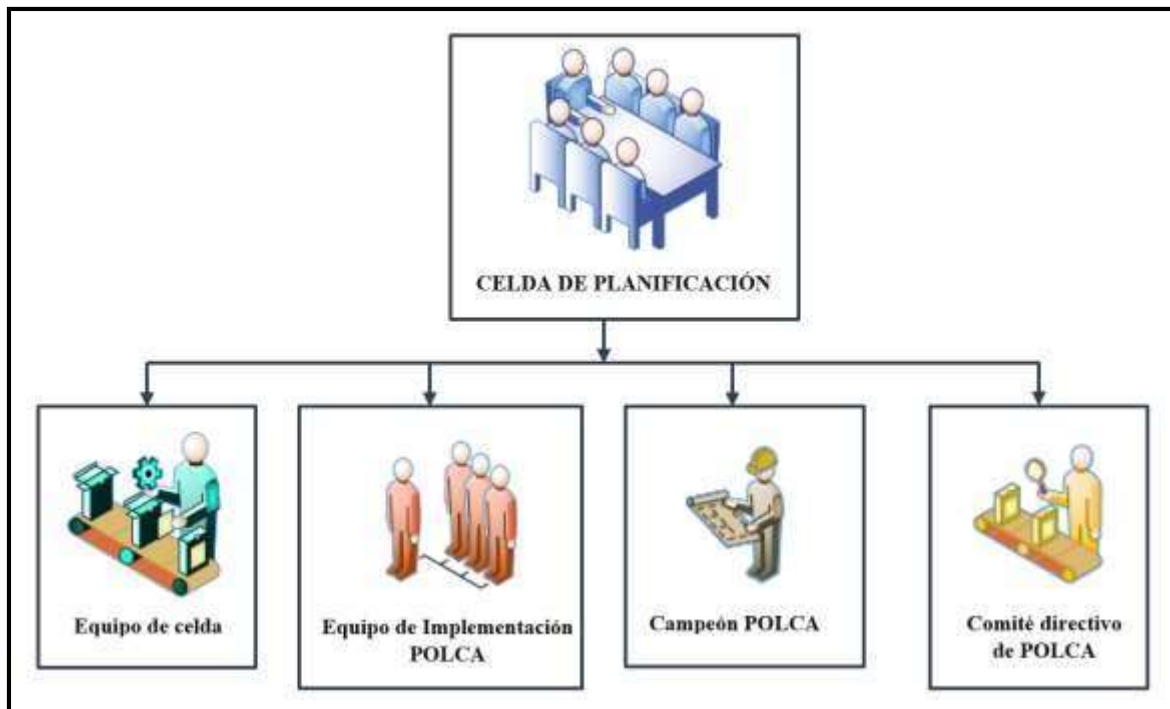 CELDA DE PLANIFICACIÓN
Equipo de celda
Equipo de Implementación
POLCA
Campeón POLCA
Comité directivo
de POLCA